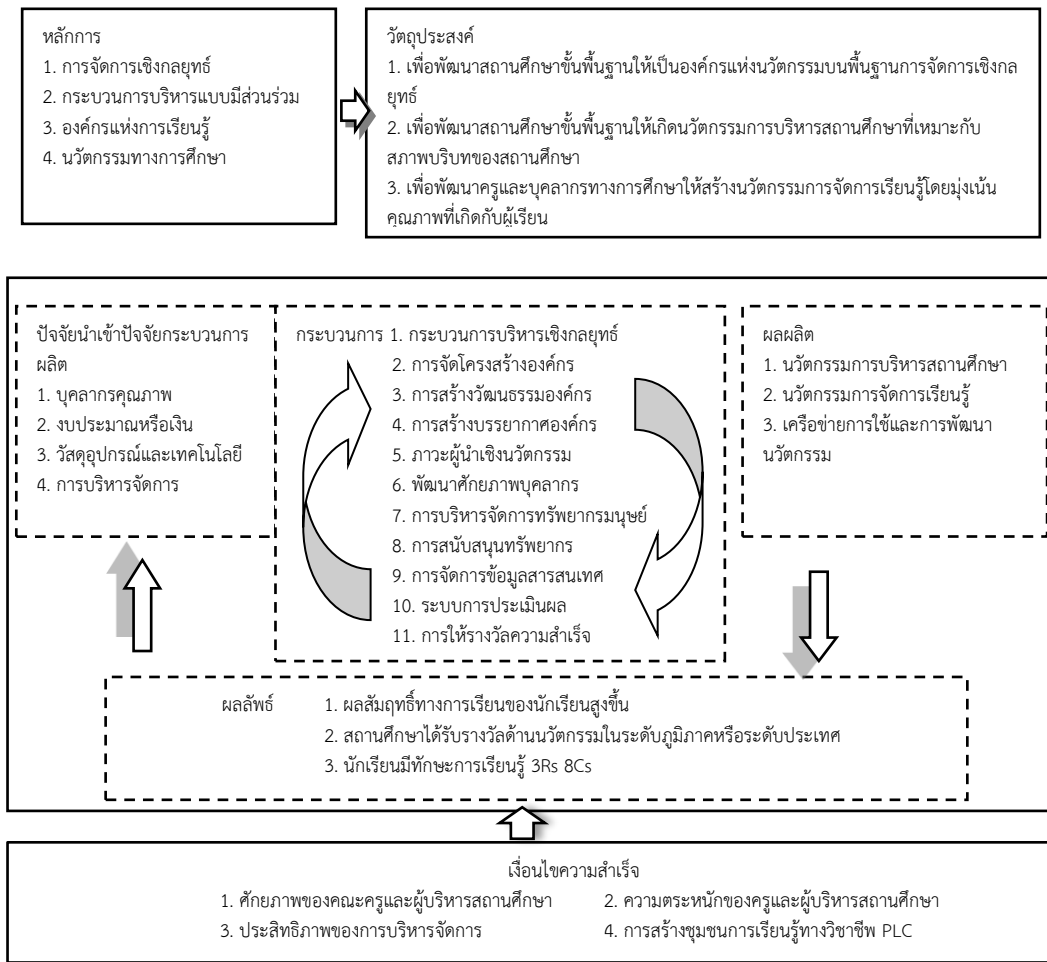 หลักการ
1. การจัดการเชิงกลยุทธ์
2. กระบวนการบริหารแบบมีส่วนร่วม
3. องค์กรแห่งการเรียนรู้
4. นวัตกรรมทางการศึกษา
วัตถุประสงค์
1. เพื่อพัฒนาสถานศึกษาขั้นพื้นฐานให้เป็นองค์กรแห่งนวัตกรรมบนพื้นฐานการจัดการเชิงกล
ยุทธ์
2. เพื่อพัฒนาสถานศึกษาขั้นพื้นฐานให้เกิดนวัตกรรมการบริหารสถานศึกษาที่เหมาะกับ
สภาพบริบทของสถานศึกษา
3. เพื่อพัฒนาครูและบุคลากรทางการศึกษาให้สร้างนวัตกรรมการจัดการเรียนรู้โดยมุ่งเน้น
คุณภาพที่เกิดกับผู้เรียน
ปัจจัยนำเข้าปัจจัยกระบวนการ
ผลิต
1. บุคลากรคุณภาพ
2. งบประมาณหรือเงิน
3. วัสดุอุปกรณ์และเทคโนโลยี
4. การบริหารจัดการ
กระบวนการ 1. กระบวนการบริหารเชิงกลยุทธ์
2. การจัดโครงสร้างองค์กร
3. การสร้างวัฒนธรรมองค์กร
4. การสร้างบรรยากาศองค์กร
5. ภาวะผู้นำเชิงนวัตกรรม
6. พัฒนาศักยภาพบุคลากร
7. การบริหารจัดการทรัพยากรมนุษย์
8. การสนับสนุนทรัพยากร
9. การจัดการข้อมูลสารสนเทศ
10. ระบบการประเมินผล
11. การให้รางวัลความสำเร็จ
ผลผลิต
1. นวัตกรรมการบริหารสถานศึกษา
2. นวัตกรรมการจัดการเรียนรู้
3. เครือข่ายการใช้และการพัฒนา
นวัตกรรม
ผลลัพธ์ 1. ผลสัมฤทธิ์ทางการเรียนของนักเรียนสูงขึ้น
2. สถานศึกษาได้รับรางวัลด้านนวัตกรรมในระดับภูมิภาคหรือระดับประเทศ
3. นักเรียนมีทักษะการเรียนรู้ 3Rs 8Cs
เงื่อนไขความสำเร็จ
1. ศักยภาพของคณะครูและผู้บริหารสถานศึกษา 2. ความตระหนักของครูและผู้บริหารสถานศึกษา
3. ประสิทธิภาพของการบริหารจัดการ 4. การสร้างชุมชนการเรียนรู้ทางวิชาชีพ PLC